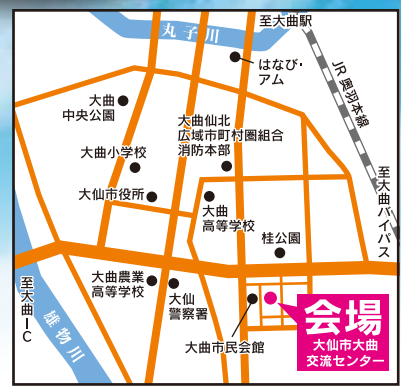 至大曲駅
丸子川
はなび・
アム
JR奥羽本線
大曲
中央公園
大曲仙北
広域市町村圏組合
消防本部
大曲小学校
至大曲バイパス
大仙市役所
大曲
高等学校
桂公園
至大曲IC
大曲農業
高等学校
大仙
警察署
雄物川
会場
大仙市大曲
交流センター
大曲市民会館